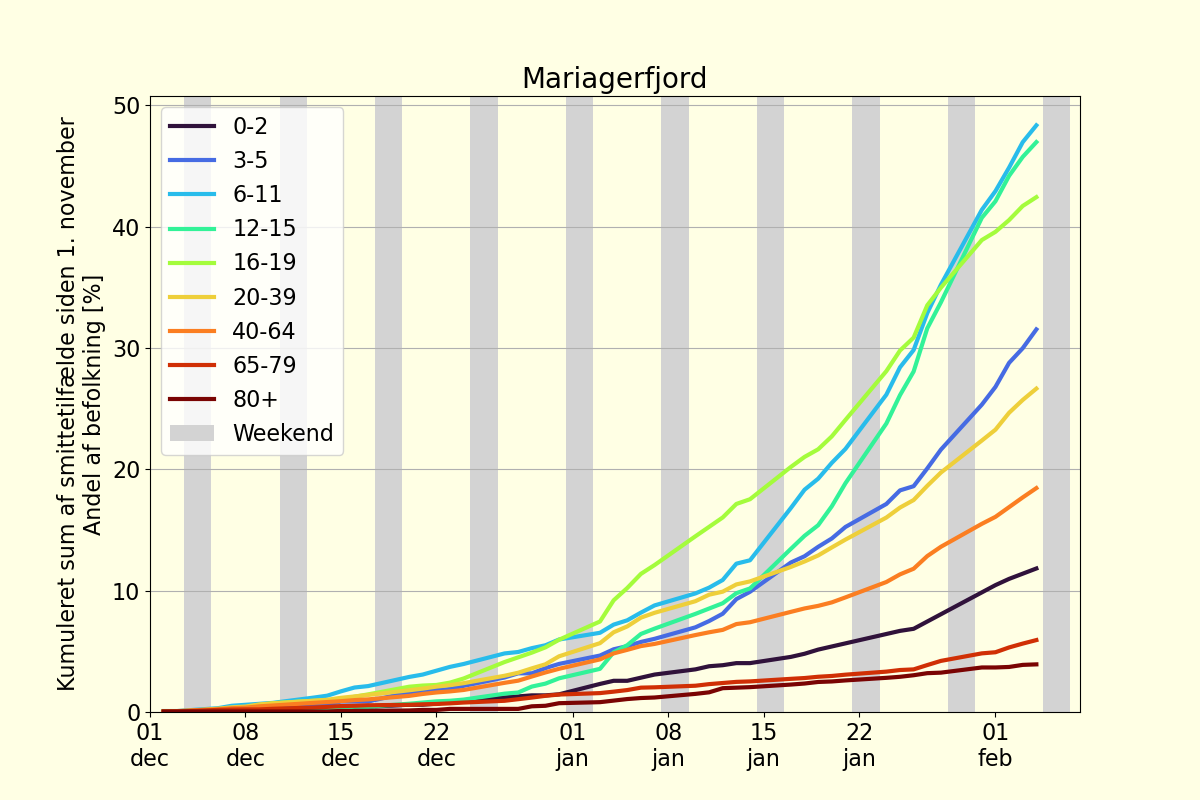 Mariagerfjord
Kumuleret sum af smittetilfælde siden 1. november
Andel af befolkning [%]
50
40
30
20
10
0
0-2
3-5
6-11
12-15
16-19
20-39
40-64
65-79
80+
Weekend
01 08 15 22 01 08 15 22 01
dec dec dec dec jan jan jan jan feb